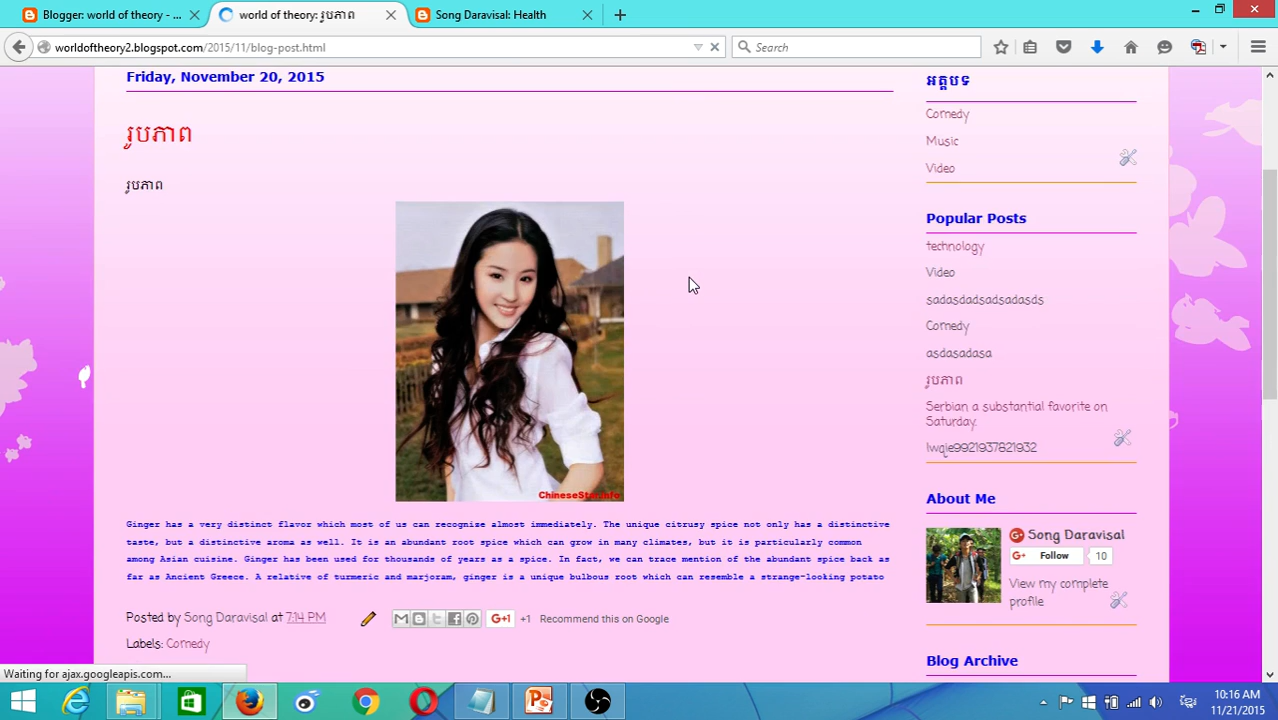 Blogger: world of theory - ...
world of theory: រូបភាព
Song Daravisal: Health
worldoftheory2.blogspot.com/2015/11/blog-post.html
Search
Friday, November 20, 2015
រូបភាព
រូបភាព
ChineseStar.info
Ginger has a very distinct flavor which most of us can recognize almost immediately. The unique citrusy spice not only has a distinctive
taste, but a distinctive aroma as well. It is an abundant root spice which can grow in many climates, but it is particularly common
among Asian cuisine. Ginger has been used for thousands of years as a spice. In fact, we can trace mention of the abundant spice back as
far as Ancient Greece. A relative of turmeric and marjoram, ginger is a unique bulbous root which can resemble a strange-looking potato
Posted by Song Daravisal at 7:14 PM
G+1 +1 Recommend this on Google
Labels: Comedy
អត្ថបទ
Comedy
Music
Video
Popular Posts
technology
Video
sadasdadsadsadasds
Comedy
asdasadasa
រូបភាព
Serbian a substantial favorite on
Saturday.
lwqie9921937821932
About Me
Song Daravisal
G+ Follow 10
View my complete
profile
Blog Archive
Waiting for ajax.googleapis.com...
10:16 AM
11/21/2015